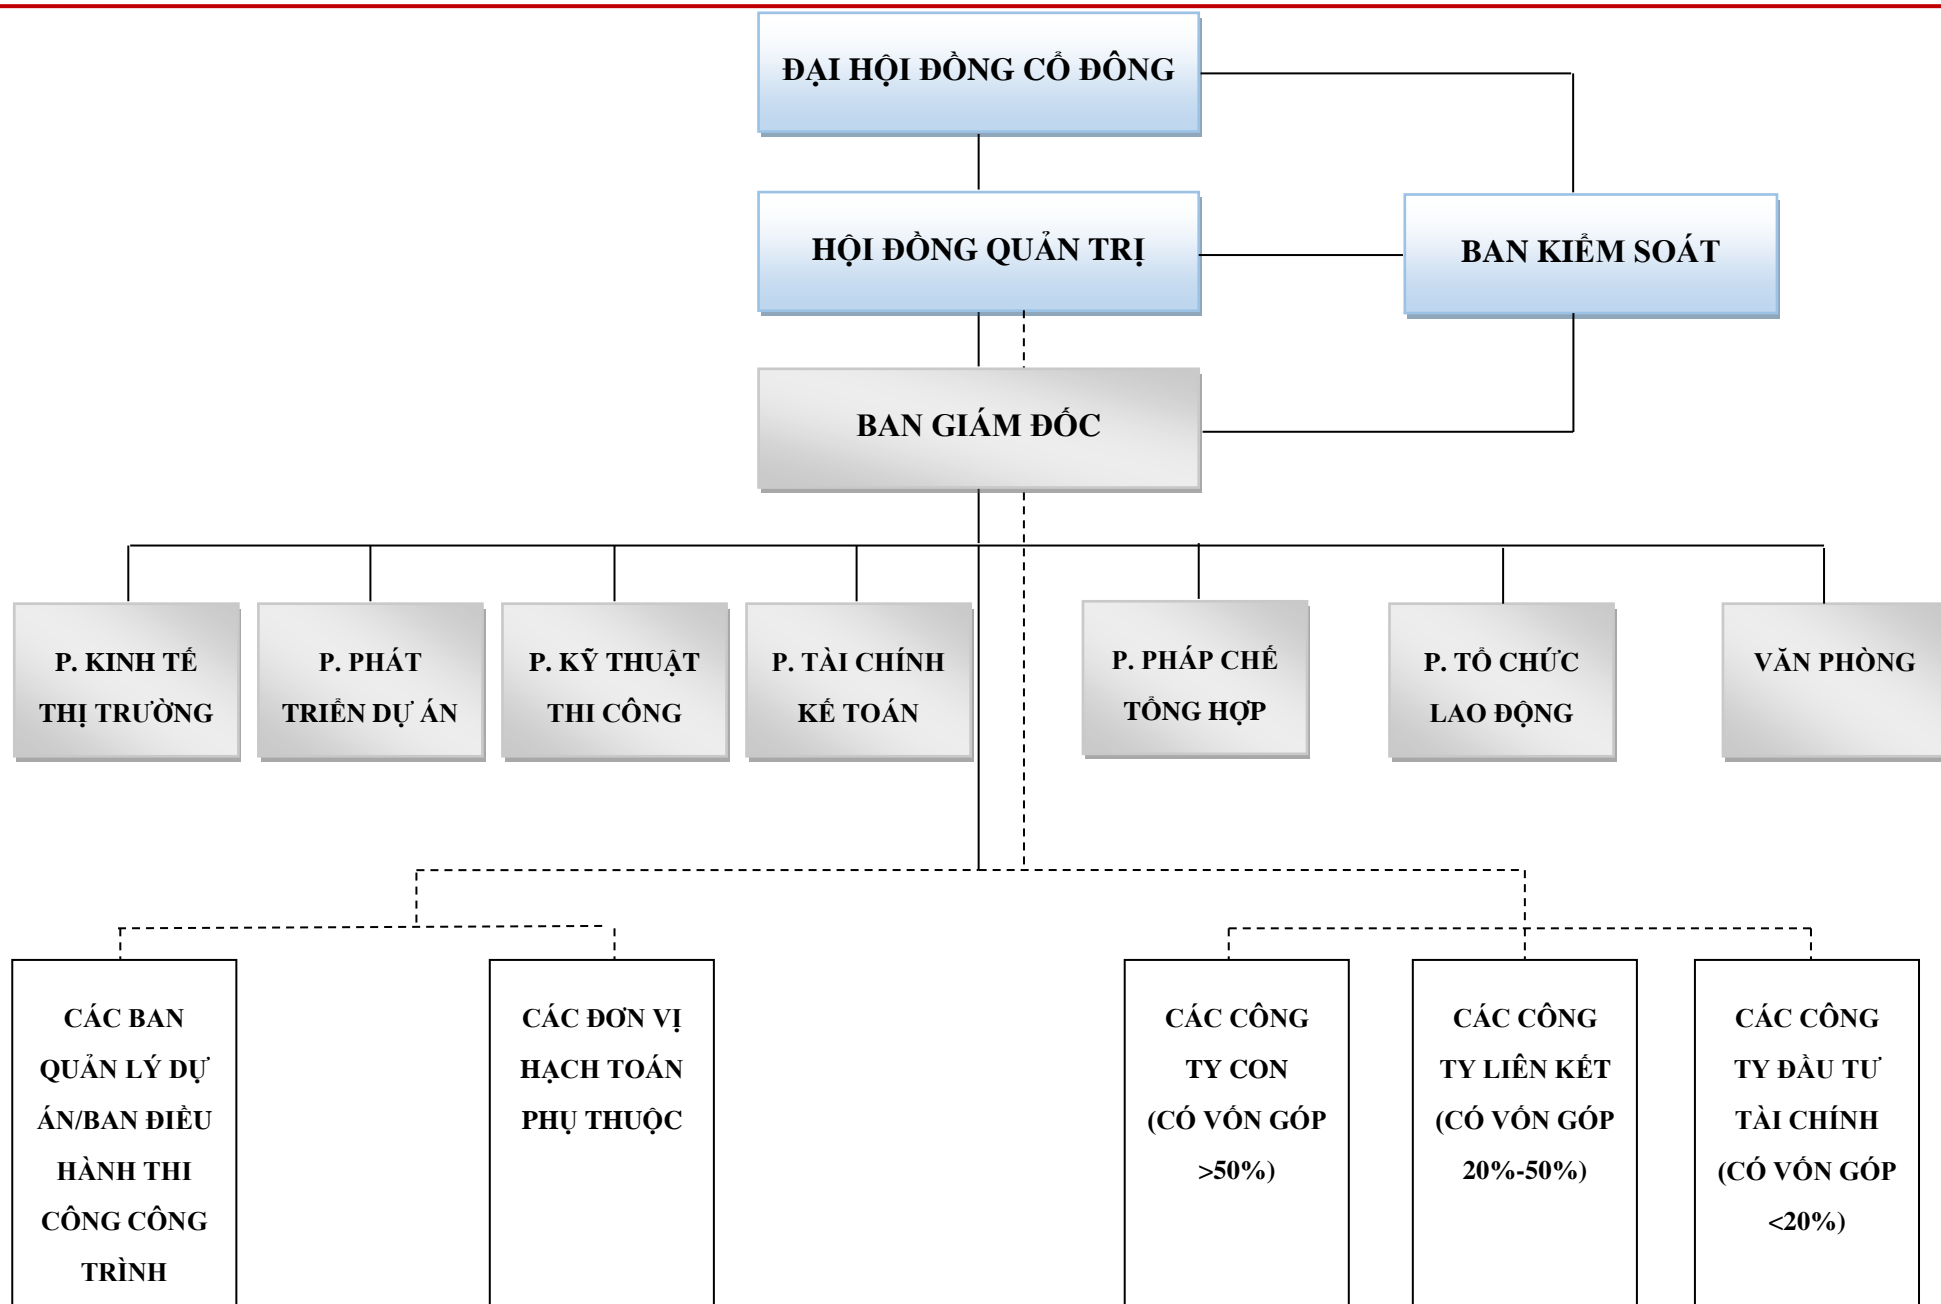 ĐẠI HỘI ĐỒNG CỔ ĐÔNG
HỘI ĐỒNG QUẢN TRỊ
BAN KIỂM SOÁT
BAN GIÁM ĐỐC
P. KINH TẾ
THỊ TRƯỜNG
P. PHÁT
TRIỂN DỰ ÁN
P. KỸ THUẬT
THI CÔNG
P. TÀI CHÍNH
KẾ TOÁN
P. PHÁP CHẾ
TỔNG HỢP
P. TỔ CHỨC
LAO ĐỘNG
VĂN PHÒNG
CÁC BAN
QUẢN LÝ DỰ
ÁN/BAN ĐIỀU
HÀNH THI
CÔNG CÔNG
TRÌNH
CÁC ĐƠN VỊ
HẠCH TOÁN
PHỤ THUỘC
CÁC CÔNG
TY CON
(CÓ VỐN GÓP
>50%)
CÁC CÔNG
TY LIÊN KẾT
(CÓ VỐN GÓP
20%-50%)
CÁC CÔNG
TY ĐẦU TƯ
TÀI CHÍNH
(CÓ VỐN GÓP
<20%)